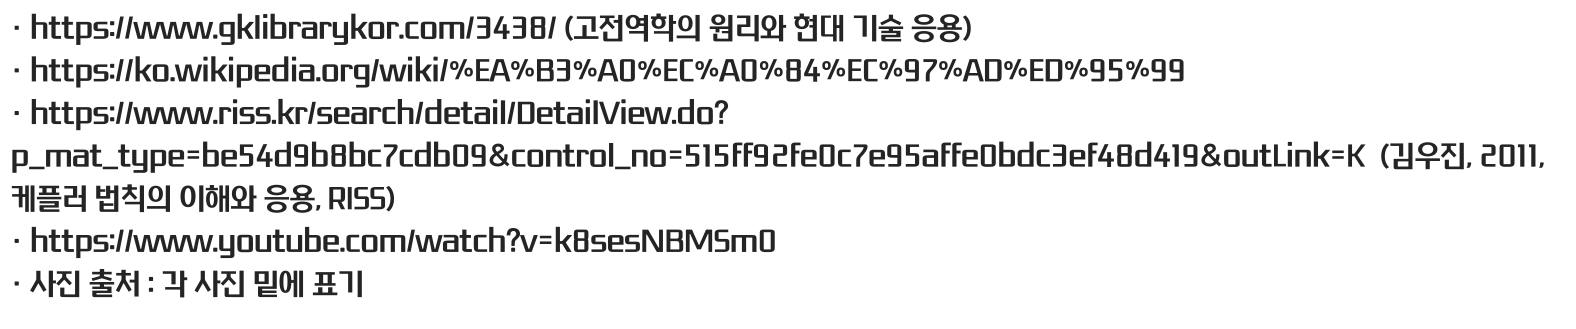 · https://www.gklibrarykor.com/3438/ (고전역학의 원리와 현대 기술 응용)
· https://ko.wikipedia.org/wiki/%EA%B3%A0%EC%A0%84%EC%97%AD%ED%95%99
· https://www.riss.kr/search/detail/DetailView.do?
p_mat_type=be54d9b8bc7cdb09&control_no=515ff92fe0c7e95affe0bdc3ef48d419&outLink=K (김우진, 2011,
케플러 법칙의 이해와 응용, RISS)
· https://www.youtube.com/watch?v=k8sesNBMSm0
· 사진 출처 : 각 사진 밑에 표기